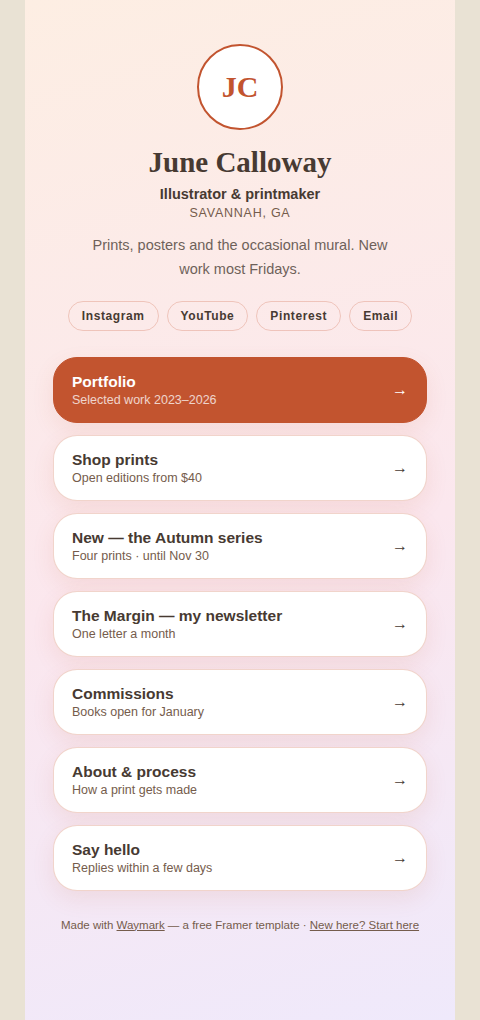 JC
June Calloway
Illustrator & printmaker
SAVANNAH, GA
Prints, posters and the occasional mural. New
work most Fridays.
Instagram YouTube Pinterest Email
Portfolio
Selected work 2023–2026
→
Shop prints
Open editions from $40
→
New — the Autumn series
Four prints · until Nov 30
→
The Margin — my newsletter
One letter a month
→
Commissions
Books open for January
→
About & process
How a print gets made
→
Say hello
Replies within a few days
→
Made with Waymark — a free Framer template · New here? Start here